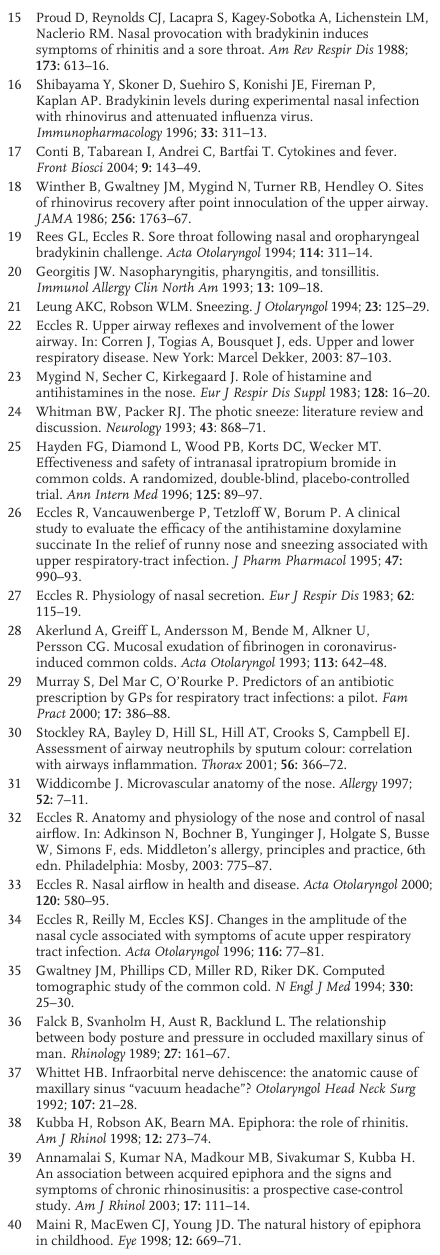 15 Proud D, Reynolds CJ, Lacapra S, Kagey-Sobotka A, Lichenstein LM,
Naclerio RM. Nasal provocation with bradykinin induces
symptoms of rhinitis and a sore throat. Am Rev Respir Dis 1988;
173: 613–16.
16 Shibayama Y, Skoner D, Suehiro S, Konishi JE, Fireman P,
Kaplan AP. Bradykinin levels during experimental nasal infection
with rhinovirus and attenuated influenza virus.
Immunopharmacology 1996; 33: 311–13.
17 Conti B, Tabarean I, Andrei C, Bartfai T. Cytokines and fever.
Front Biosci 2004; 9: 143–49.
18 Winther B, Gwaltney JM, Mygind N, Turner RB, Hendley O. Sites
of rhinovirus recovery after point innoculation of the upper airway.
JAMA 1986; 256: 1763–67.
19 Rees GL, Eccles R. Sore throat following nasal and oropharyngeal
bradykinin challenge. Acta Otolaryngol 1994; 114: 311–14.
20 Georgitis JW. Nasopharyngitis, pharyngitis, and tonsillitis.
Immunol Allergy Clin North Am 1993; 13: 109–18.
21 Leung AKC, Robson WLM. Sneezing. J Otolaryngol 1994; 23: 125–29.
22 Eccles R. Upper airway reflexes and involvement of the lower
airway. In: Corren J, Togias A, Bousquet J, eds. Upper and lower
respiratory disease. New York: Marcel Dekker, 2003: 87–103.
23 Mygind N, Secher C, Kirkegaard J. Role of histamine and
antihistamines in the nose. Eur J Respir Dis Suppl 1983; 128: 16–20.
24 Whitman BW, Packer RJ. The photic sneeze: literature review and
discussion. Neurology 1993; 43: 868–71.
25 Hayden FG, Diamond L, Wood PB, Korts DC, Wecker MT.
Effectiveness and safety of intranasal ipratropium bromide in
common colds. A randomized, double-blind, placebo-controlled
trial. Ann Intern Med 1996; 125: 89–97.
26 Eccles R, Vancauwenberge P, Tetzloff W, Borum P. A clinical
study to evaluate the efficacy of the antihistamine doxylamine
succinate In the relief of runny nose and sneezing associated with
upper respiratory-tract infection. J Pharm Pharmacol 1995; 47:
990–93.
27 Eccles R. Physiology of nasal secretion. Eur J Respir Dis 1983; 62:
115–19.
28 Akerlund A, Greiff L, Andersson M, Bende M, Alkner U,
Persson CG. Mucosal exudation of fibrinogen in coronavirus-
induced common colds. Acta Otolaryngol 1993; 113: 642–48.
29 Murray S, Del Mar C, O’Rourke P. Predictors of an antibiotic
prescription by GPs for respiratory tract infections: a pilot. Fam
Pract 2000; 17: 386–88.
30 Stockley RA, Bayley D, Hill SL, Hill AT, Crooks S, Campbell EJ.
Assessment of airway neutrophils by sputum colour: correlation
with airways inflammation. Thorax 2001; 56: 366–72.
31 Widdicombe J. Microvascular anatomy of the nose. Allergy 1997;
52: 7–11.
32 Eccles R. Anatomy and physiology of the nose and control of nasal
airflow. In: Adkinson N, Bochner B, Yunginger J, Holgate S, Busse
W, Simons F, eds. Middleton’s allergy, principles and practice, 6th
edn. Philadelphia: Mosby, 2003: 775–87.
33 Eccles R. Nasal airflow in health and disease. Acta Otolaryngol 2000;
120: 580–95.
34 Eccles R, Reilly M, Eccles KSJ. Changes in the amplitude of the
nasal cycle associated with symptoms of acute upper respiratory
tract infection. Acta Otolaryngol 1996; 116: 77–81.
35 Gwaltney JM, Phillips CD, Miller RD, Riker DK. Computed
tomographic study of the common cold. N Engl J Med 1994; 330:
25–30.
36 Falck B, Svanholm H, Aust R, Backlund L. The relationship
between body posture and pressure in occluded maxillary sinus of
man. Rhinology 1989; 27: 161–67.
37 Whittet HB. Infraorbital nerve dehiscence: the anatomic cause of
maxillary sinus “vacuum headache”? Otolaryngol Head Neck Surg
1992; 107: 21–28.
38 Kubba H, Robson AK, Bearn MA. Epiphora: the role of rhinitis.
Am J Rhinol 1998; 12: 273–74.
39 Annamalai S, Kumar NA, Madkour MB, Sivakumar S, Kubba H.
An association between acquired epiphora and the signs and
symptoms of chronic rhinosinusitis: a prospective case-control
study. Am J Rhinol 2003; 17: 111–14.
40 Maini R, MacEwen CJ, Young JD. The natural history of epiphora
in childhood. Eye 1998; 12: 669–71.